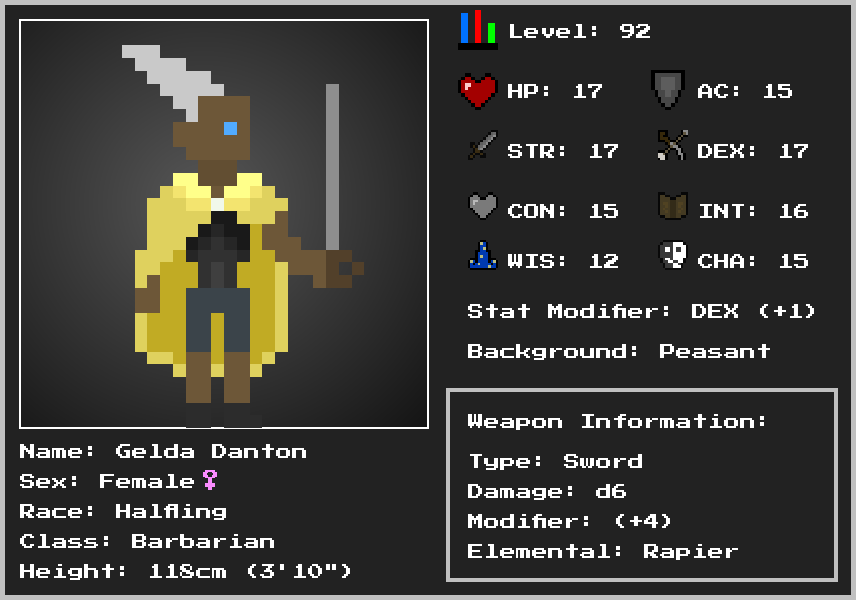 Level: 92
HP: 17
AC: 15
STR: 17
DEX: 17
CON: 15
INT: 16
WIS: 12
CHA: 15
Stat Modifier: DEX (+1)
Background: Peasant
Name: Gelda Danton
Sex: Female♀
Race: Halfling
Class: Barbarian
Height: 118cm (3'10")
Weapon Information:
Type: Sword
Damage: d6
Modifier: (+4)
Elemental: Rapier